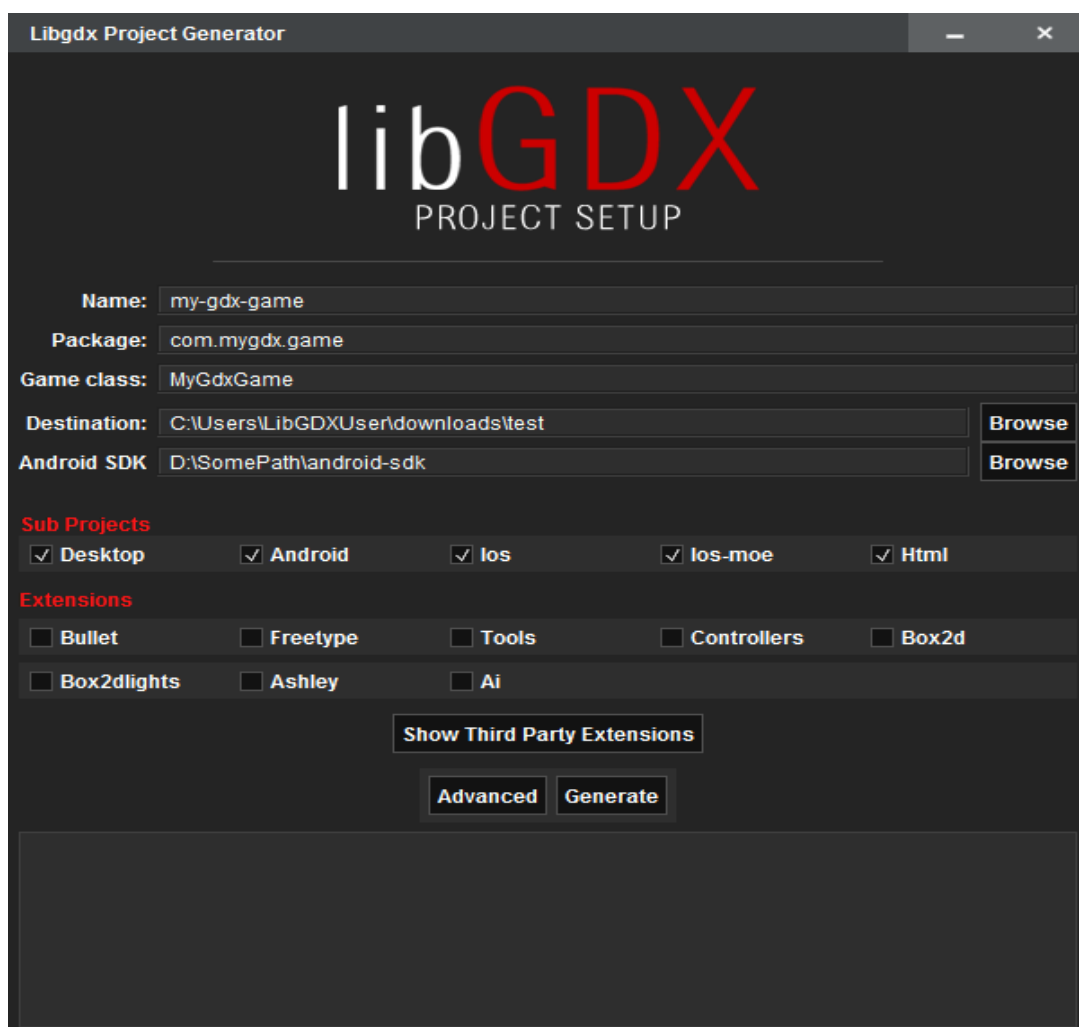 Libgdx Project Generator
libGDX
PROJECT SETUP
Name: my-gdx-game
Package: com.mygdx.game
Game class: MyGdxGame
Destination: C:\Users\LibGDXUser\downloads\test Browse
Android SDK D:\SomePath\android-sdk Browse
Sub Projects
Desktop Android Ios Ios-moe Html
Extensions
Bullet Freetype Tools Controllers Box2d
Box2dlights Ashley Ai
Show Third Party Extensions
Advanced Generate